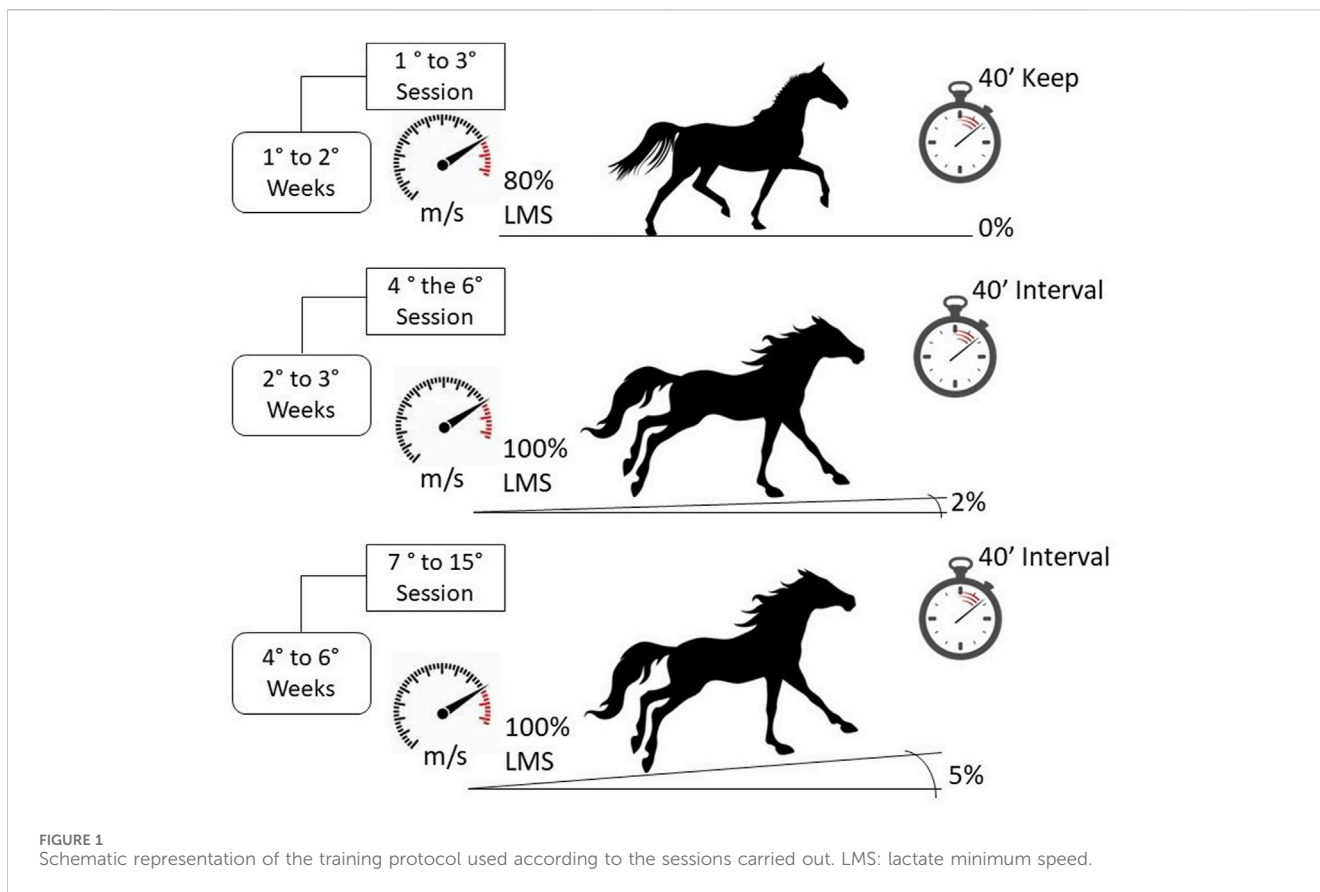 1 ° to 3°
Session
40’ Keep
1° to 2°
Weeks
80%
LMS
m/s
0%
4 ° the 6°
Session
40’ Interval
2° to 3°
Weeks
100%
LMS
m/s
2%
7 ° to 15°
Session
40’ Interval
4° to 6°
Weeks
100%
LMS
m/s
5%
FIGURE 1
Schematic representation of the training protocol used according to the sessions carried out. LMS: lactate minimum speed.